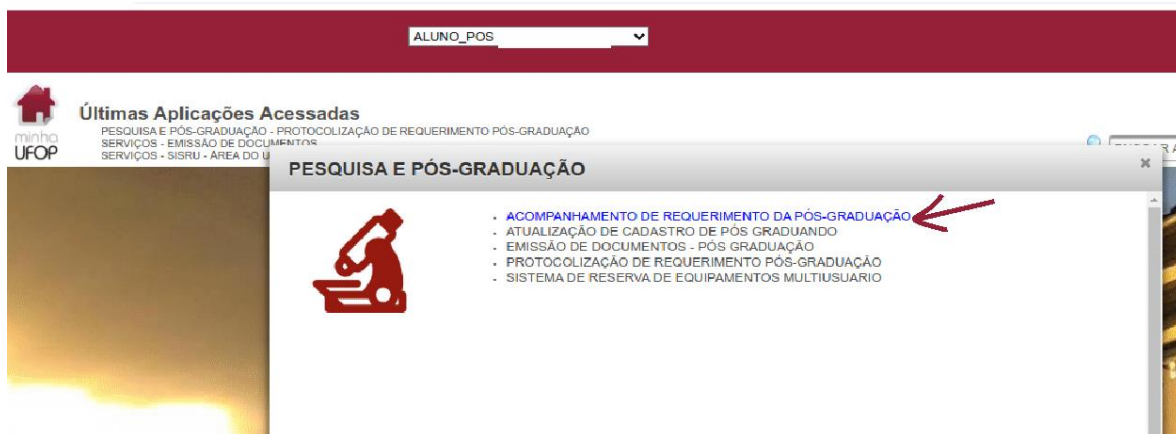 ALUNO_POS
Últimas Aplicações Acessadas
PESQUISA E PÓS-GRADUAÇÃO - PROTOCOLIZAÇÃO DE REQUERIMENTO PÓS-GRADUAÇÃO
SERVIÇOS - EMISSÃO DE DOCUMENTOS
SERVIÇOS - SISRU - ÁREA DO U
minha
UFOP
PESQUISA E PÓS-GRADUAÇÃO
ACOMPANHAMENTO DE REQUERIMENTO DA PÓS-GRADUAÇÃO
ATUALIZAÇÃO DE CADASTRO DE PÓS GRADUANDO
EMISSÃO DE DOCUMENTOS - PÓS GRADUAÇÃO
PROTOCOLIZAÇÃO DE REQUERIMENTO PÓS-GRADUAÇÃO
SISTEMA DE RESERVA DE EQUIPAMENTOS MULTIUSUARIO